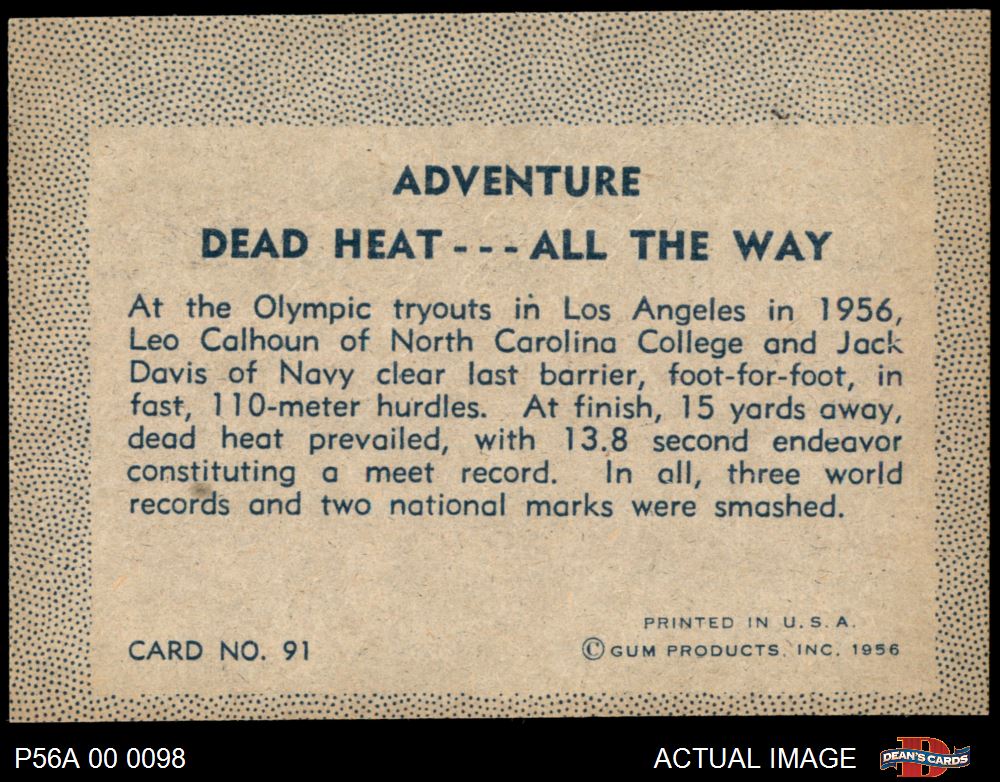 ADVENTURE
DEAD HEAT --- ALL THE WAY
At the Olympic tryouts in Los Angeles in 1956,
Leo Calhoun of North Carolina College and Jack
Davis of Navy clear last barrier, foot-for-foot, in
fast, 110-meter hurdles. At finish, 15 yards away,
dead heat prevailed, with 13.8 second endeavor
constituting a meet record. In all, three world
records and two national marks were smashed.
PRINTED IN U.S.A.
CARD NO. 91
© GUM PRODUCTS, INC. 1956
P56A 00 0098
ACTUAL IMAGE
D
DEAN'S CARDS